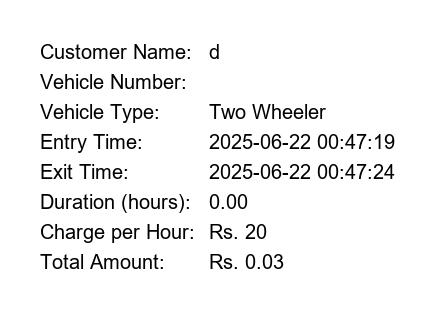 Customer Name: d
Vehicle Number:
Vehicle Type: Two Wheeler
Entry Time: 2025-06-22 00:47:19
Exit Time: 2025-06-22 00:47:24
Duration (hours): 0.00
Charge per Hour: Rs. 20
Total Amount: Rs. 0.03